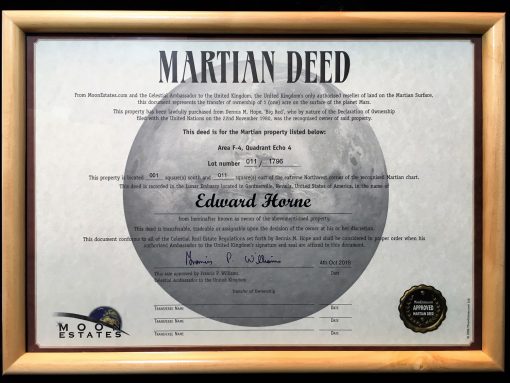 MARTIAN DEED
From MoonEstates.com and the Celestial Ambassador to the United Kingdom, the United Kingdom's only authorised reseller of land on the Martian Surface,
this document represents the transfer of ownership of 1 (one) acre on the surface of the planet Mars.
This property has been lawfully purchased from Dennis M. Hope, 'Big Red', who by nature of the Declaration of Ownership
filed with the United Nations on the 22nd November 1980, was the recognised owner of said property.
This deed is for the Martian property listed below:
Area F-4, Quadrant Echo 4
Lot number 011 / 1796
This property is located 001 square(s) south and 011 square(s) east of the extreme Northwest corner of the recognised Martian chart.
This deed is recorded in the Lunar Embassy located in Gardnerville, Nevada, United States of America, in the name of
Edward Horne
from hereinafter known as owner of the abovementioned property.
This deed is transferable, tradeable or assignable upon the decision of the owner at his or her discretion.
This document conforms to all of the Celestial Real Estate Regulations set forth by Dennis M. Hope and shall be considered in proper order when his
authorised Ambassador to the United Kingdom's signature and seal are affixed to this document.
Francis P. Williams
4th Oct 2018
This sale approved by Francis P. Williams Date
Celestial Ambassador to the United Kingdom
Transfer of Ownership
Transferee Name Date
Transferee Name Date
Transferee Name Date
MOON
ESTATES
MoonEstates.com
APPROVED
MARTIAN DEED